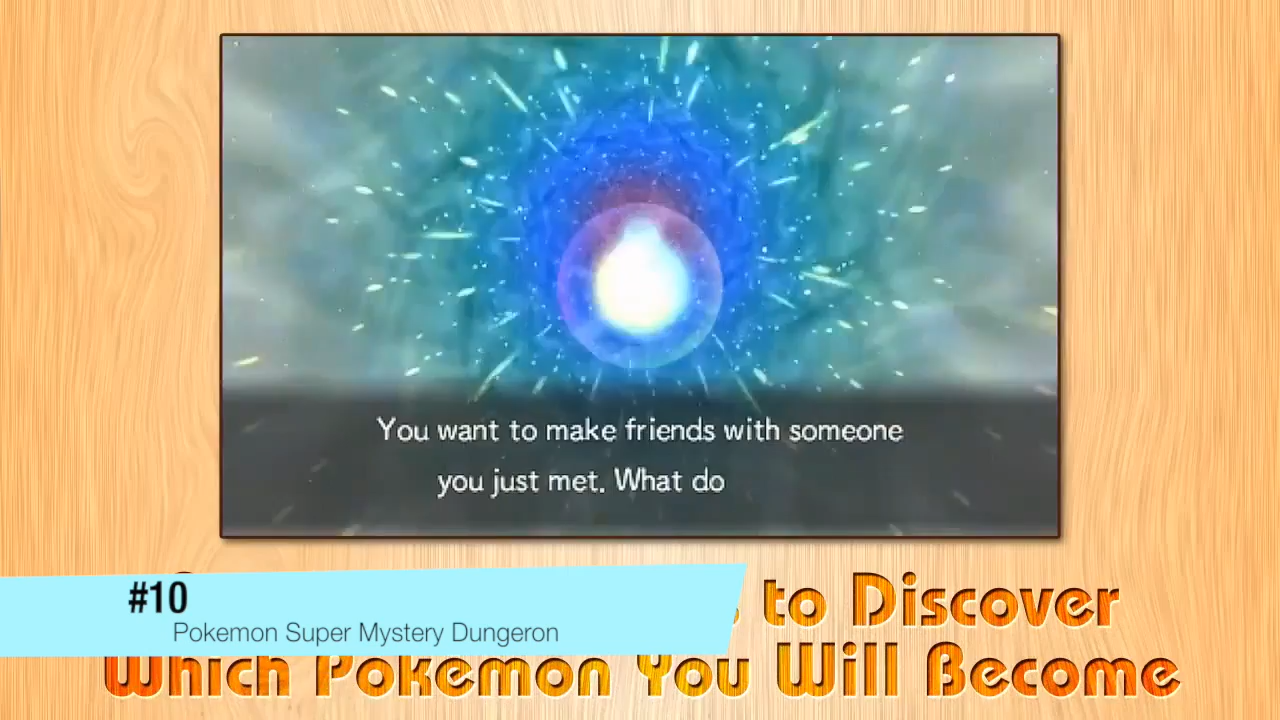 You want to make friends with someone
you just met. What do
#10
Pokemon Super Mystery Dungeron
to Discover
Which Pokemon You Will Become